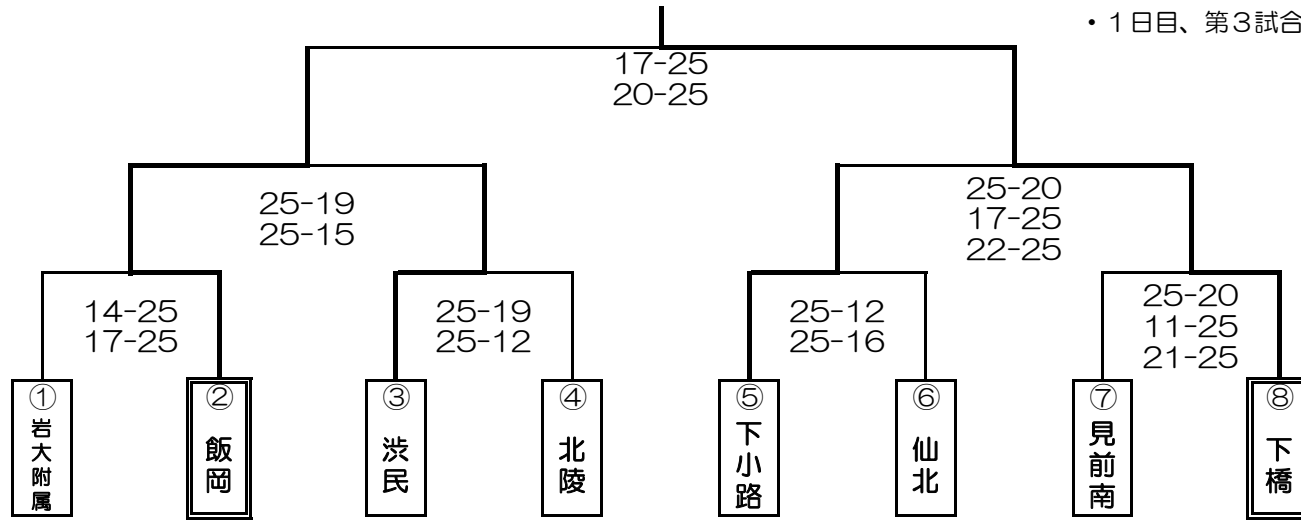 ・１日目、第３試合
17-25
20-25
25-19
25-15
25-20
17-25
22-25
14-25
17-25
25-19
25-12
25-12
25-16
25-20
11-25
21-25
① 岩大附属
② 飯岡
③ 渋民
④ 北陵
⑤ 下小路
⑥ 仙北
⑦ 見前南
⑧ 下橋